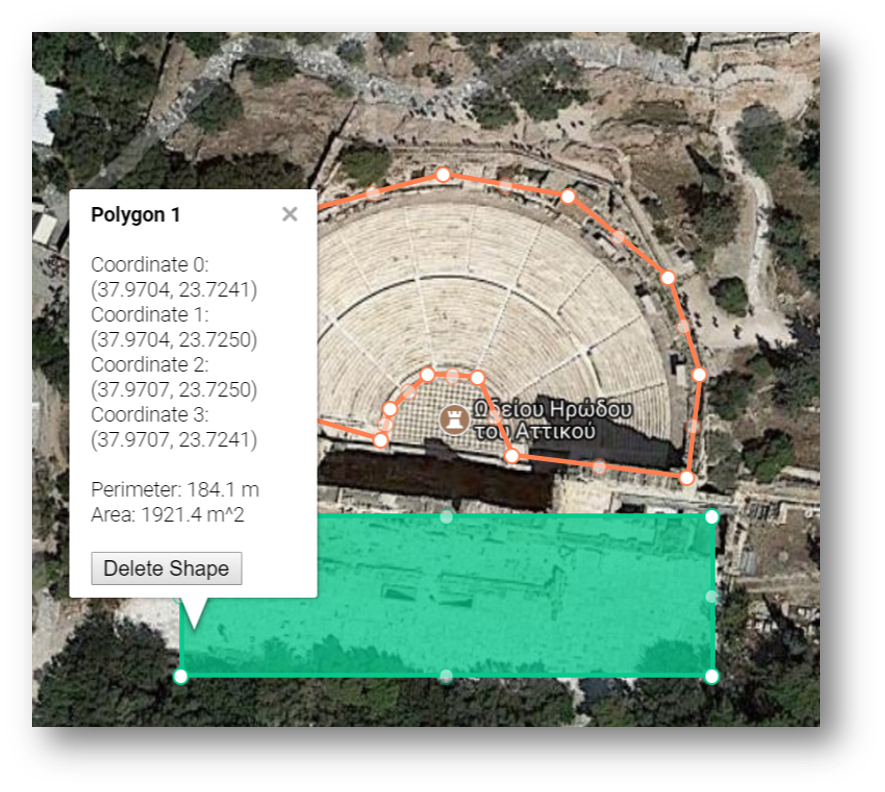 Polygon 1
Coordinate 0:
(37.9704, 23.7241)
Coordinate 1:
(37.9704, 23.7250)
Coordinate 2:
(37.9707, 23.7250)
Coordinate 3:
(37.9707, 23.7241)
Perimeter: 184.1 m
Area: 1921.4 m^2
Delete Shape
Ωδείου Ηρώδου
του Αττικού